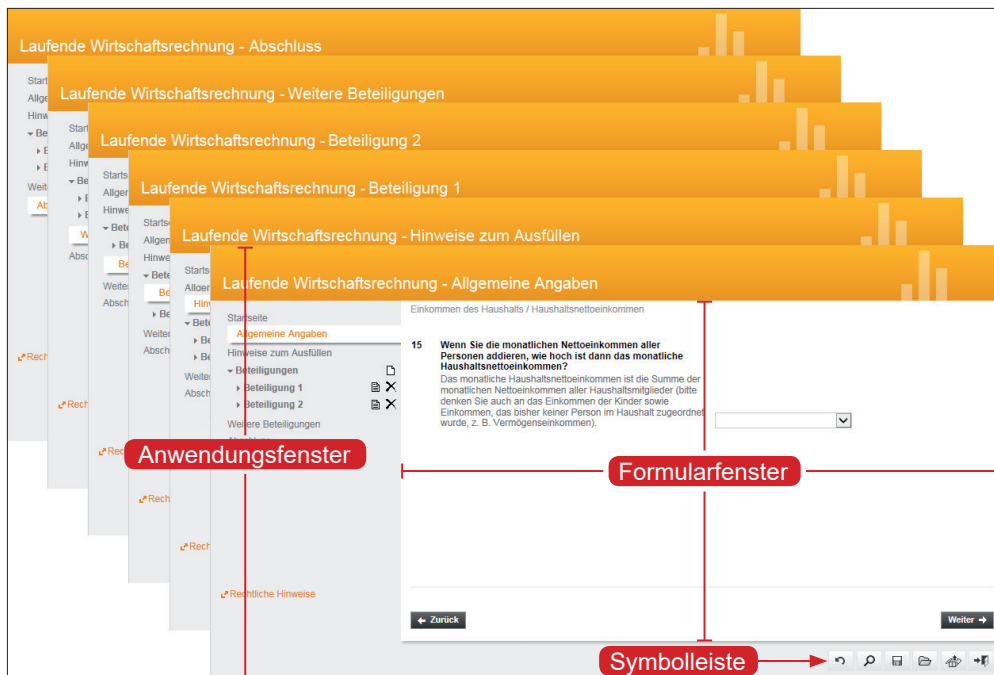 Laufende Wirtschaftsrechnung - Abschluss
Laufende Wirtschaftsrechnung - Weitere Beteiligungen
Laufende Wirtschaftsrechnung - Beteiligung 2
Laufende Wirtschaftsrechnung - Beteiligung 1
Laufende Wirtschaftsrechnung - Hinweise zum Ausfüllen
Laufende Wirtschaftsrechnung - Allgemeine Angaben
Startseite
Allgemeine Angaben
Hinweise zum Ausfüllen
Beteiligungen
Beteiligung 1
Beteiligung 2
Weitere Beteiligungen
Rechtliche Hinweise
Einkommen des Haushalts / Haushaltsnettoeinkommen
15 Wenn Sie die monatlichen Nettoeinkommen aller
Personen addieren, wie hoch ist dann das monatliche
Haushaltsnettoeinkommen?
Das monatliche Haushaltsnettoeinkommen ist die Summe der
monatlichen Nettoeinkommen aller Haushaltsmitglieder (bitte
denken Sie auch an das Einkommen der Kinder sowie
Einkommen, das bisher keiner Person im Haushalt zugeordnet
wurde, z. B. Vermögenseinkommen).
Anwendungsfenster
Formularfenster
Zurück
Weiter
Symbolleiste